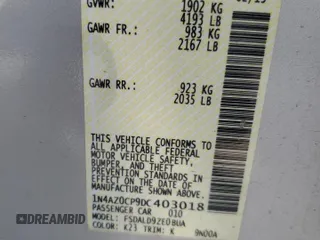 GVWR: 1902 KG
4193 LB
GAWR FR.: 983 KG
2167 LB
GAWR RR.: 923 KG
2035 LB
THIS VEHICLE CONFORMS TO
ALL APPLICABLE FEDERAL
MOTOR VEHICLE SAFETY,
BUMPER, AND THEFT
PREVENTION STANDARDS IN
EFFECT ON THE DATE OF
MANUFACTURE SHOWN ABOVE.
1N4AZ0CP9DC403018
PASSENGER CAR 010
MODEL: FSDALD9ZE0BUA
COLOR: K23 TRIM: K 9N00A
DREAMBID